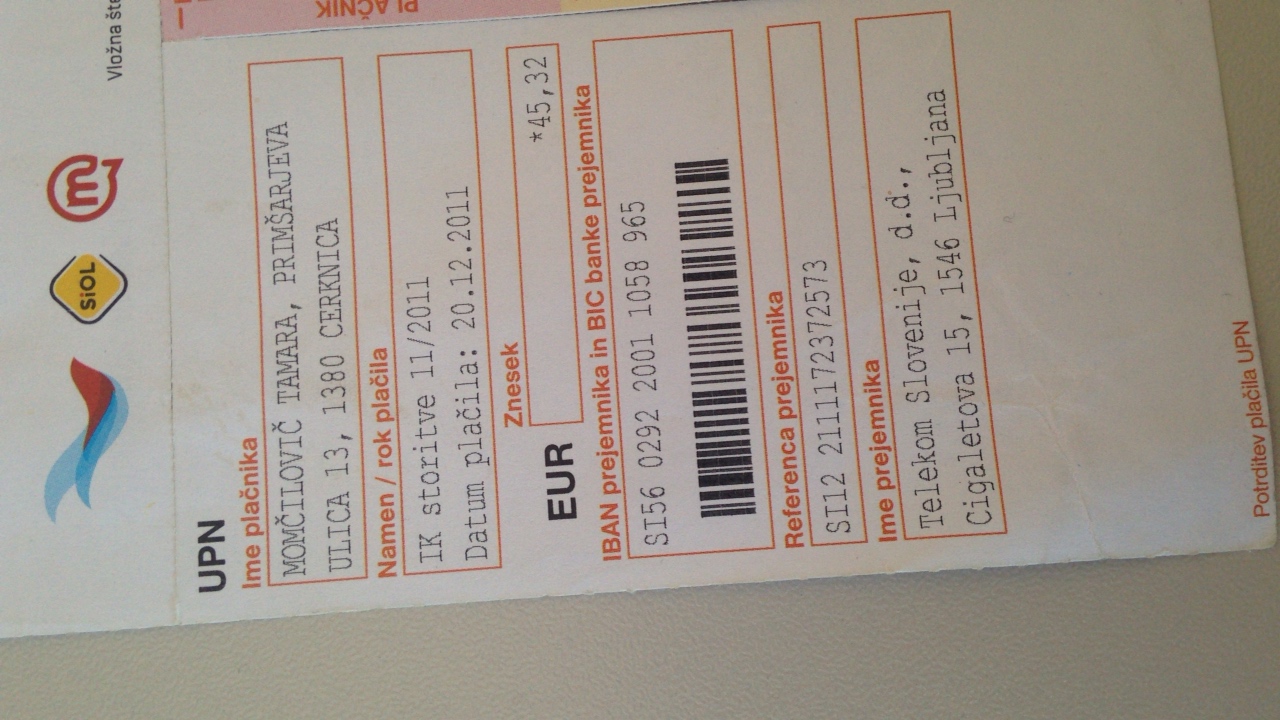 SiOL
m
Vložna šte
UPN
Ime plačnika
MOMČILOVIČ TAMARA, PRIMŠARJEVA
ULICA 13, 1380 CERKNICA
PLAČNIK
Namen / rok plačila
IK storitve 11/2011
Datum plačila: 20.12.2011
Znesek
EUR
*45,32
IBAN prejemnika in BIC banke prejemnika
SI56 0292 2001 1058 965
Referenca prejemnika
SI12 2111172372573
Ime prejemnika
Telekom Slovenije, d.d.,
Cigaletova 15, 1546 Ljubljana
Potrditev plačila UPN